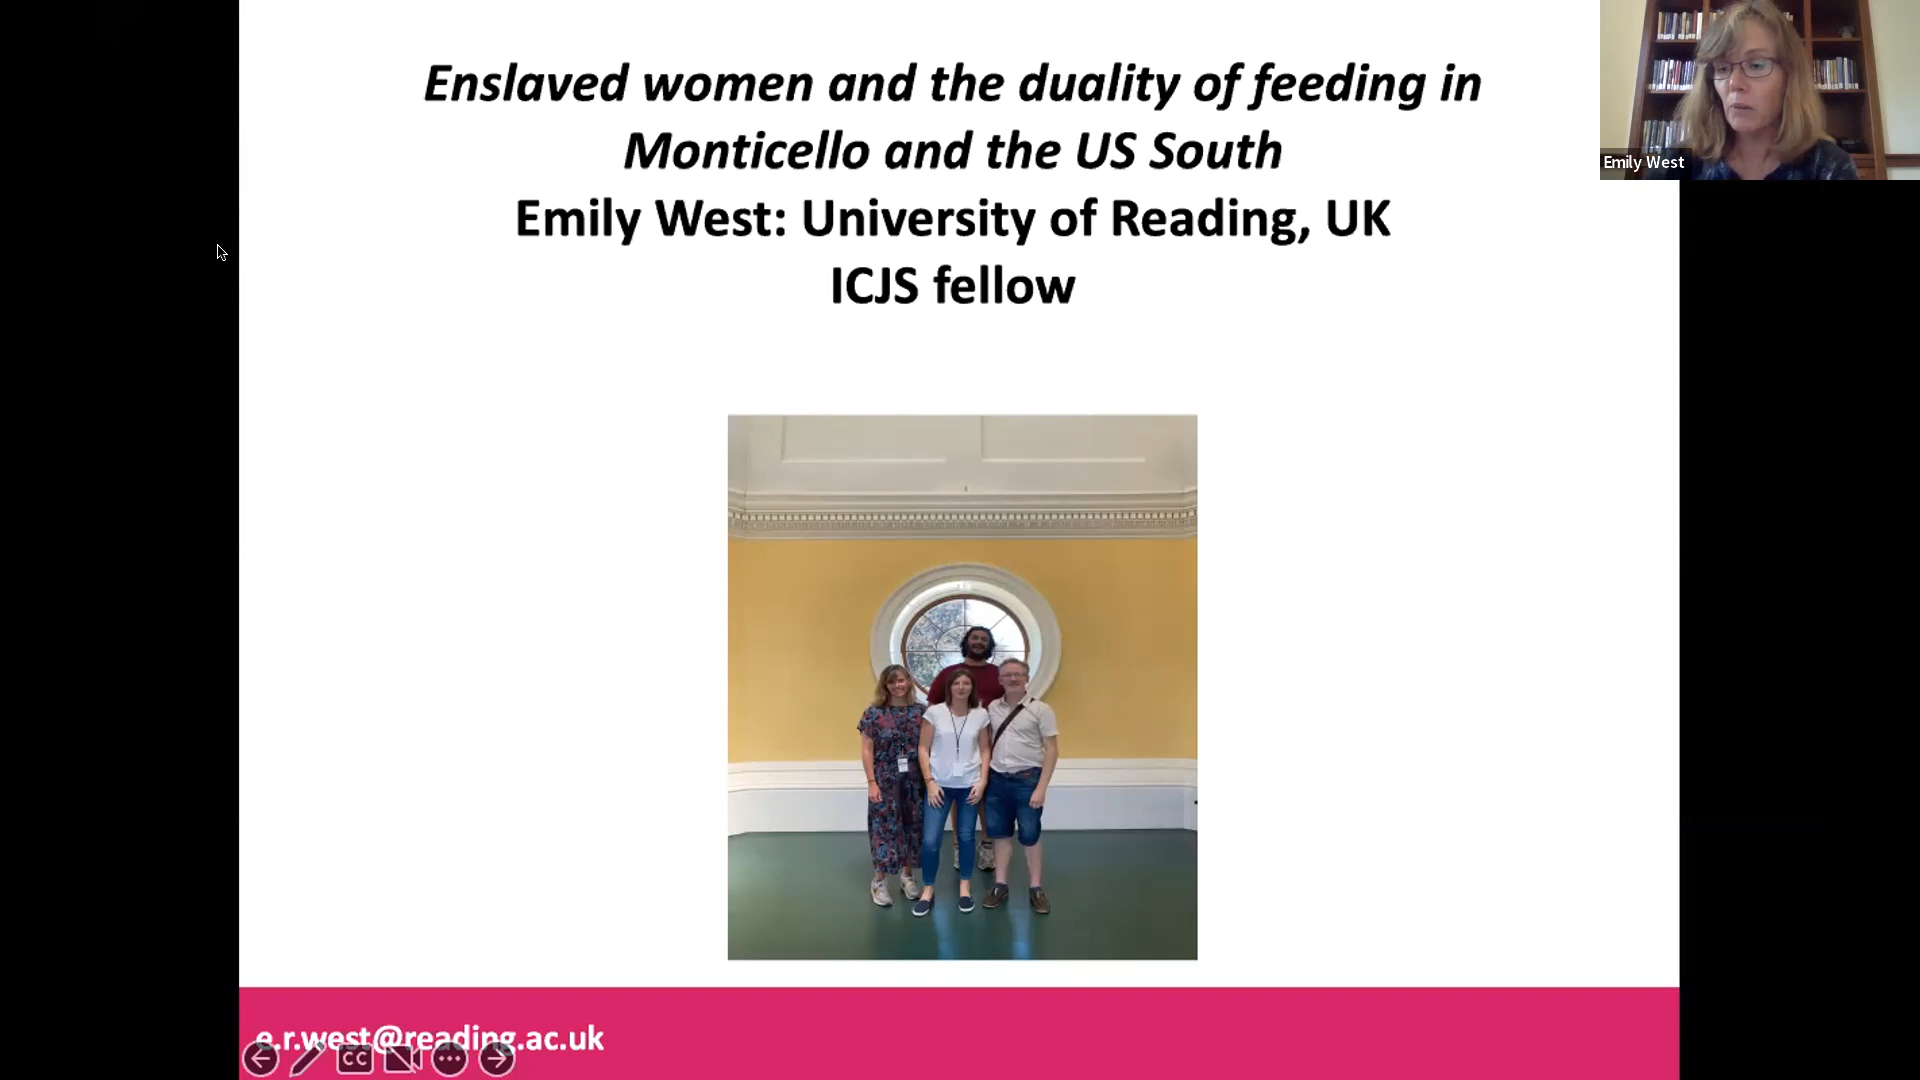 Enslaved women and the duality of feeding in
Monticello and the US South
Emily West: University of Reading, UK
ICJS fellow
Emily West
e.r.west@reading.ac.uk
CC